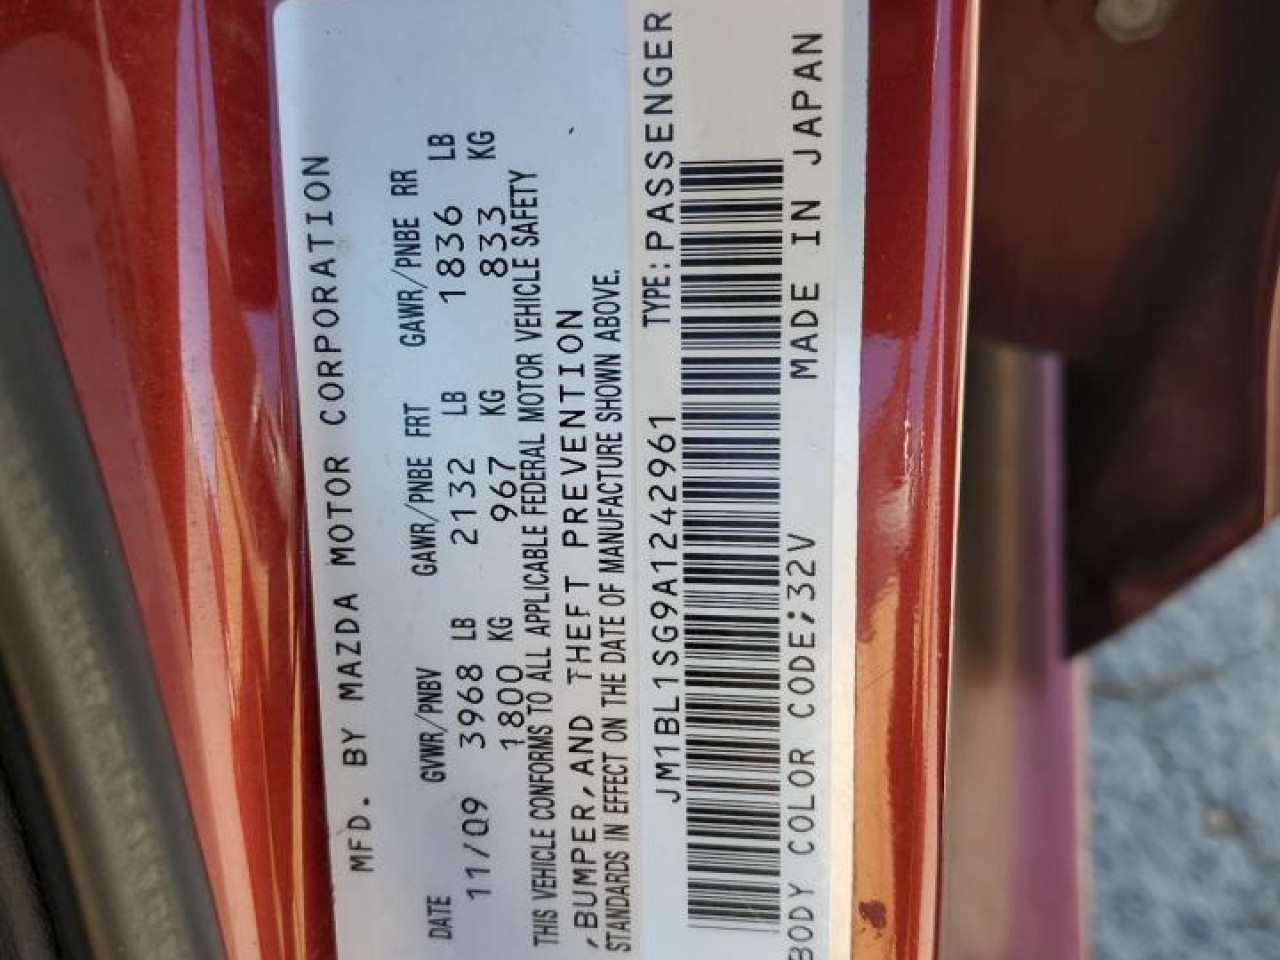 MFD. BY MAZDA MOTOR CORPORATION
DATE GVWR/PNBV GAWR/PNBE FRT GAWR/PNBE RR
11/09 3968 LB 2132 LB 1836 LB
1800 KG 967 KG 833 KG
THIS VEHICLE CONFORMS TO ALL APPLICABLE FEDERAL MOTOR VEHICLE SAFETY
,BUMPER,AND THEFT PREVENTION
STANDARDS IN EFFECT ON THE DATE OF MANUFACTURE SHOWN ABOVE.
JM1BL1SG9A1242961 TYPE:PASSENGER
BODY COLOR CODE;32V MADE IN JAPAN